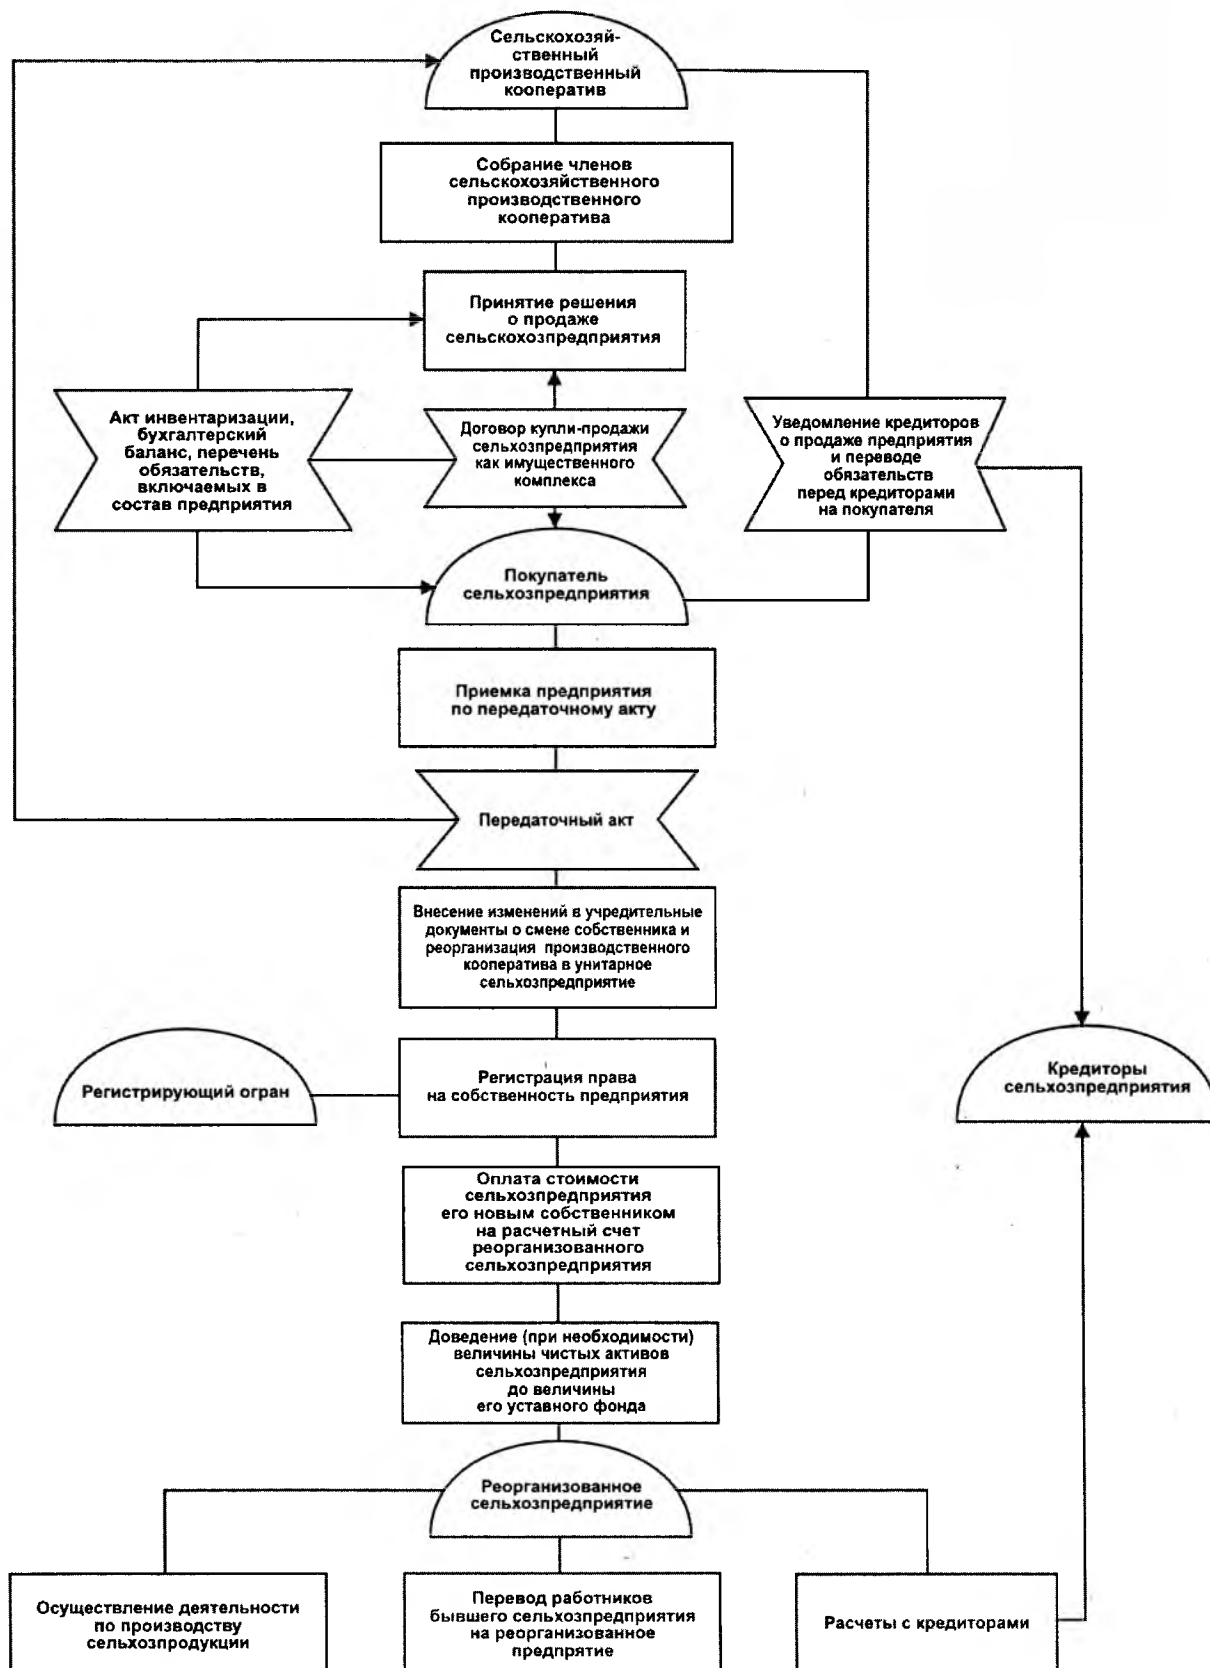 Сельскохозяй-
ственный
производственный
кооператив
Собрание членов
сельскохозяйственного
производственного
кооператива
Принятие решения
о продаже
сельскохозпредприятия
Акт инвентаризации,
бухгалтерский
баланс, перечень
обязательств,
включаемых в
состав предприятия
Договор купли-продажи
сельхозпредприятия
как имущественного
комплекса
Уведомление кредиторов
о продаже предприятия
и переводе
обязательств
перед кредиторами
на покупателя
Покупатель
сельхозпредприятия
Приемка предприятия
по передаточному акту
Передаточный акт
Внесение изменений в учредительные
документы о смене собственника и
реорганизация производственного
кооператива в унитарное
сельхозпредприятие
Регистрирующий огран
Регистрация права
на собственность предприятия
Кредиторы
сельхозпредприятия
Оплата стоимости
сельхозпредприятия
его новым собственником
на расчетный счет
реорганизованного
сельхозпредприятия
Доведение (при необходимости)
величины чистых активов
сельхозпредприятия
до величины
его уставного фонда
Реорганизованное
сельхозпредприятие
Осуществление деятельности
по производству
сельхозпродукции
Перевод работников
бывшего сельхозпредприятия
на реорганизованное
предпрятие
Расчеты с кредиторами